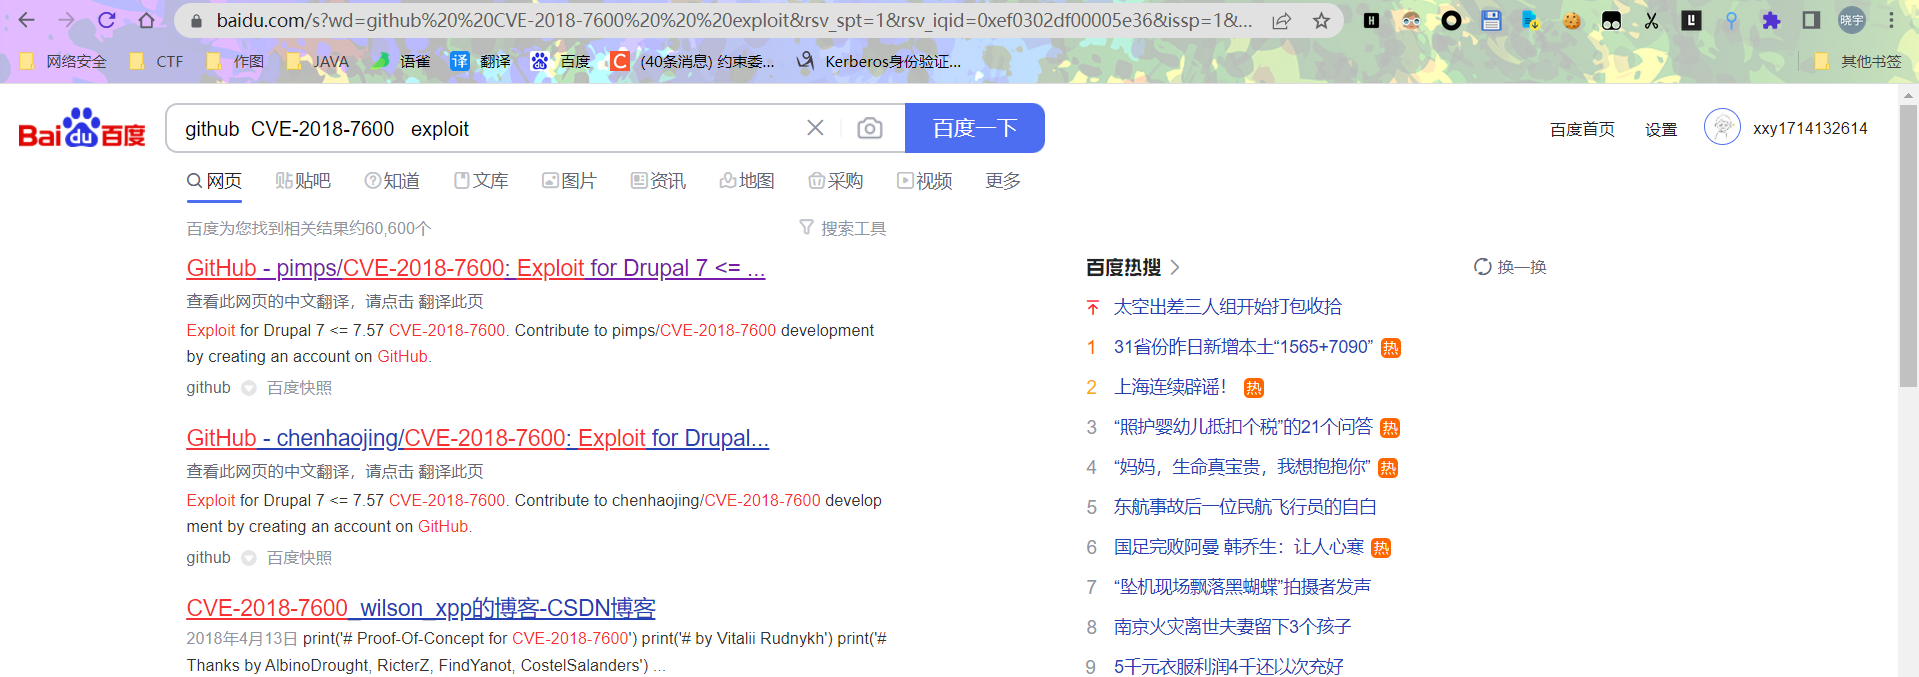 baidu.com/s?wd=github%20%20CVE-2018-7600%20%20%20exploit&rsv_spt=1&rsv_iqid=0xef0302df00005e36&issp=1&...
晓宇
网络安全 CTF 作图 JAVA 语雀 译 翻译 百度 (40条消息) 约束委... Kerberos身份验证... 其他书签
Bai du 百度 github  CVE-2018-7600   exploit 百度一下 百度首页 设置 xxy1714132614
网页 贴吧 知道 文库 图片 资讯 地图 采购 视频 更多
百度为您找到相关结果约60,600个 搜索工具
GitHub - pimps/CVE-2018-7600: Exploit for Drupal 7 <= ...
查看此网页的中文翻译，请点击 翻译此页
Exploit for Drupal 7 <= 7.57 CVE-2018-7600. Contribute to pimps/CVE-2018-7600 development
by creating an account on GitHub.
github 百度快照
GitHub - chenhaojing/CVE-2018-7600: Exploit for Drupal...
查看此网页的中文翻译，请点击 翻译此页
Exploit for Drupal 7 <= 7.57 CVE-2018-7600. Contribute to chenhaojing/CVE-2018-7600 develop
ment by creating an account on GitHub.
github 百度快照
CVE-2018-7600_wilson_xpp的博客-CSDN博客
2018年4月13日 print('# Proof-Of-Concept for CVE-2018-7600') print('# by Vitalii Rudnykh') print('#
Thanks by AlbinoDrought, RicterZ, FindYanot, CostelSalanders') ...
百度热搜 换一换
太空出差三人组开始打包收拾
1 31省份昨日新增本土“1565+7090” 热
2 上海连续辟谣！ 热
3 “照护婴幼儿抵扣个税”的21个问答 热
4 “妈妈，生命真宝贵，我想抱抱你” 热
5 东航事故后一位民航飞行员的自白
6 国足完败阿曼 韩乔生：让人心寒 热
7 “坠机现场飘落黑蝴蝶”拍摄者发声
8 南京火灾离世夫妻留下3个孩子
9 5千元衣服利润4千还以次充好